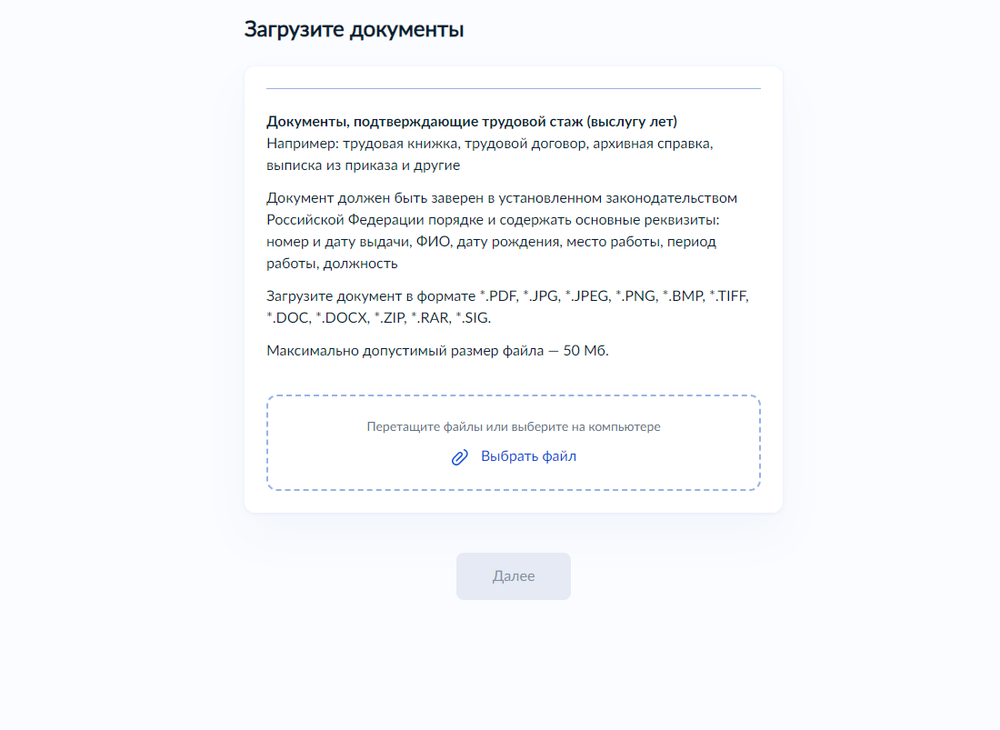 Загрузите документы
Документы, подтверждающие трудовой стаж (выслугу лет)
Например: трудовая книжка, трудовой договор, архивная справка,
выписка из приказа и другие
Документ должен быть заверен в установленном законодательством
Российской Федерации порядке и содержать основные реквизиты:
номер и дату выдачи, ФИО, дату рождения, место работы, период
работы, должность
Загрузите документ в формате *.PDF, *.JPG, *.JPEG, *.PNG, *.BMP, *.TIFF,
*.DOC, *.DOCX, *.ZIP, *.RAR, *.SIG.
Максимально допустимый размер файла — 50 Мб.
Перетащите файлы или выберите на компьютере
Выбрать файл
Далее